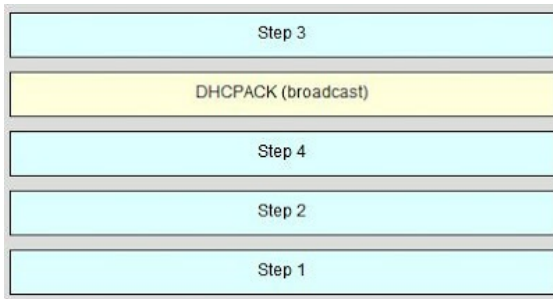 Step 3
DHCPACK (broadcast)
Step 4
Step 2
Step 1